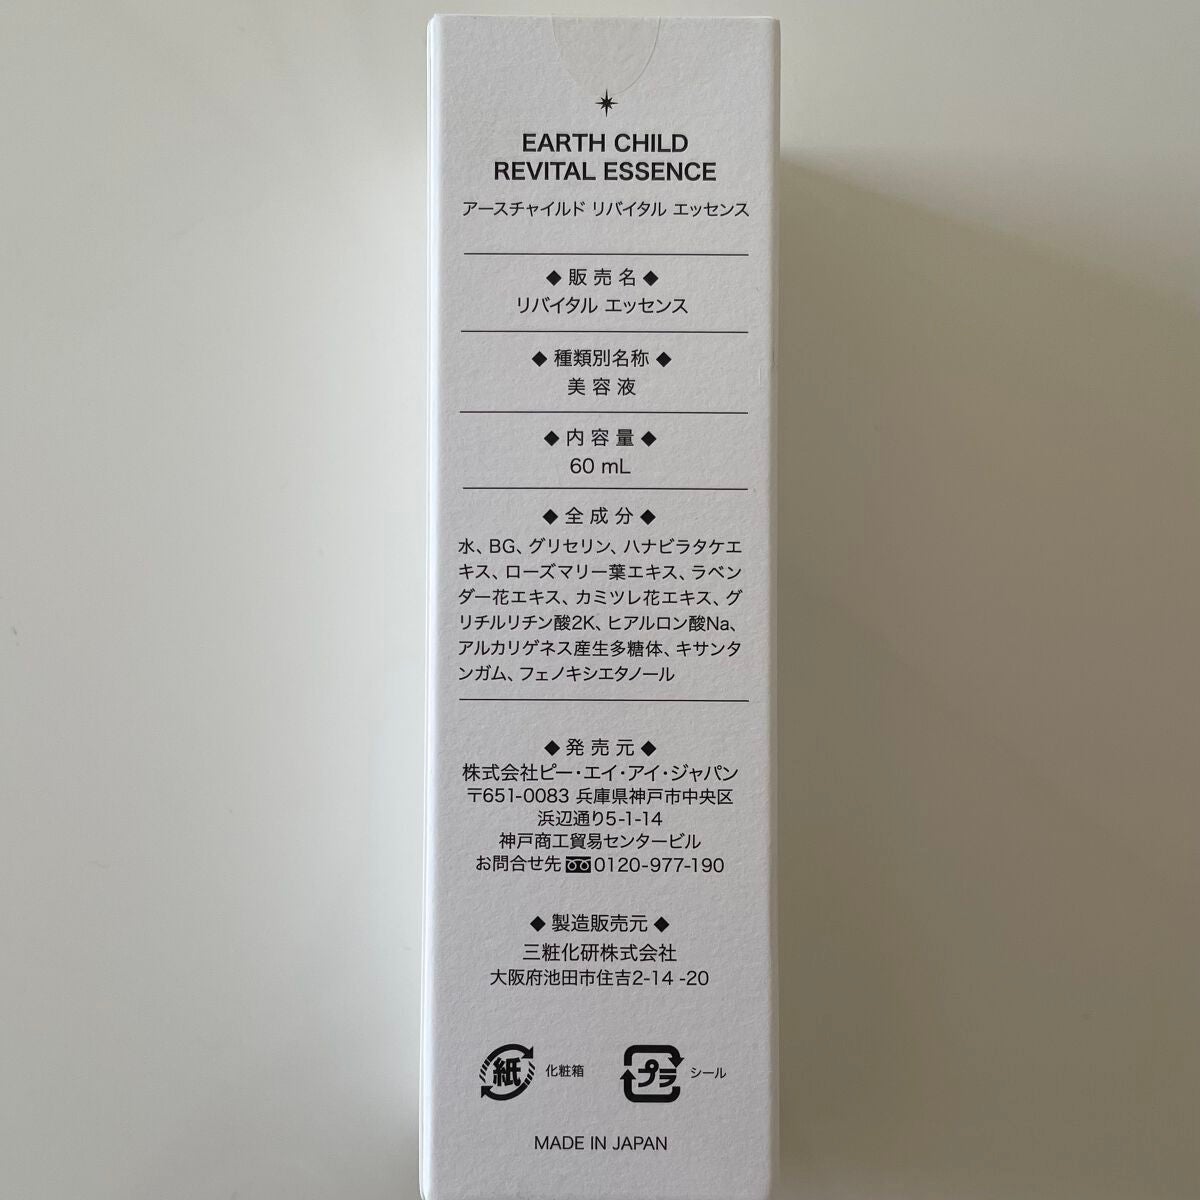 EARTH CHILD
REVITAL ESSENCE
アースチャイルド リバイタル エッセンス
◆ 販売名 ◆
リバイタル エッセンス
◆ 種類別名称 ◆
美容液
◆ 内容量 ◆
60 mL
◆ 全成分 ◆
水、BG、グリセリン、ハナビラタケエ
キス、ローズマリー葉エキス、ラベン
ダー花エキス、カミツレ花エキス、グ
リチルリチン酸2K、ヒアルロン酸Na、
アルカリゲネス産生多糖体、キサンタ
ンガム、フェノキシエタノール
◆ 発売元 ◆
株式会社ピー・エイ・アイ・ジャパン
〒651-0083 兵庫県神戸市中央区
浜辺通り5-1-14
神戸商工貿易センタービル
お問合せ先 0120-977-190
◆ 製造販売元 ◆
三粧化研株式会社
大阪府池田市住吉2-14 -20
紙 化粧箱 プラ シール
MADE IN JAPAN